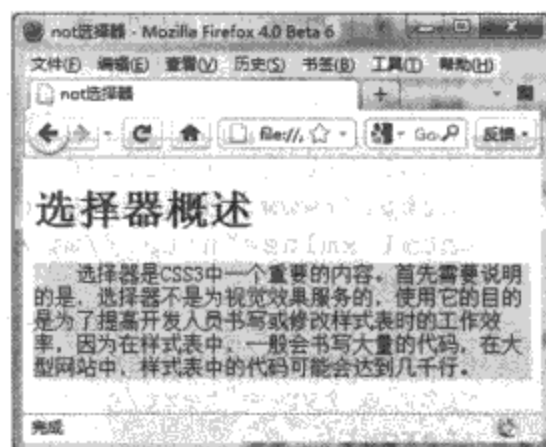 not选择器 - Mozilla Firefox 4.0 Beta 6
文件(F) 编辑(E) 查看(V) 历史(S) 书签(B) 工具(T) 帮助(H)
not选择器 +
file://, Go 反馈
选择器概述
选择器是CSS3中一个重要的内容。首先需要说明
的是,选择器不是为视觉效果服务的,使用它的目的
是为了提高开发人员书写或修改样式表时的工作效
率,因为在样式表中,一般会书写大量的代码,在大
型网站中,样式表中的代码可能会达到几千行。
完成